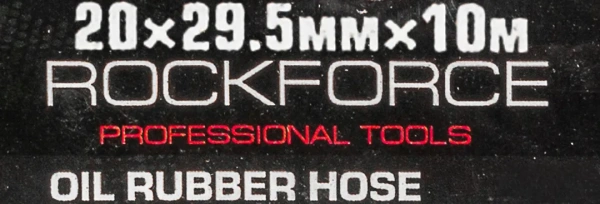 20×29.5мм×10м
ROCKFORCE
PROFESSIONAL TOOLS
OIL RUBBER HOSE